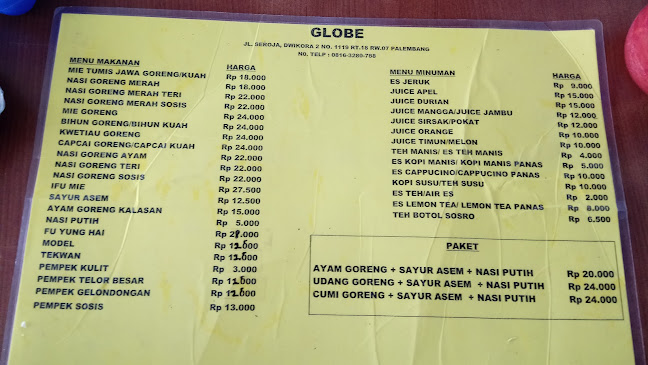 GLOBE
JL. SEROJA, DWIKORA 2 NO. 1119 RT.18 RW.07 PALEMBANG
NO. TELP : 0816-3280-788
MENU MAKANAN HARGA
MIE TUMIS JAWA GORENG/KUAH Rp 18.000
NASI GORENG MERAH Rp 18.000
NASI GORENG MERAH TERI Rp 22.000
NASI GORENG MERAH SOSIS Rp 22.000
MIE GORENG Rp 24.000
BIHUN GORENG/BIHUN KUAH Rp 24.000
KWETIAU GORENG Rp 24.000
CAPCAI GORENG/CAPCAI KUAH Rp 24.000
NASI GORENG AYAM Rp 22.000
NASI GORENG TERI Rp 22.000
NASI GORENG SOSIS Rp 22.000
IFU MIE Rp 27.500
SAYUR ASEM Rp 12.500
AYAM GORENG KALASAN Rp 15.000
NASI PUTIH Rp 5.000
FU YUNG HAI Rp
MODEL Rp
TEKWAN Rp
PEMPEK KULIT Rp 3.000
PEMPEK TELOR BESAR Rp
PEMPEK GELONDONGAN Rp
PEMPEK SOSIS Rp 13.000
MENU MINUMAN HARGA
ES JERUK Rp 9.000
JUICE APEL Rp 15.000
JUICE DURIAN Rp 15.000
JUICE MANGGA/JUICE JAMBU Rp 12.000
JUICE SIRSAK/POKAT Rp 12.000
JUICE ORANGE Rp 10.000
JUICE TIMUN/MELON Rp 10.000
TEH MANIS/ ES TEH MANIS Rp 4.000
ES KOPI MANIS/ KOPI MANIS PANAS Rp 5.000
ES CAPPUCINO/CAPPUCINO PANAS Rp 10.000
KOPI SUSU/TEH SUSU Rp 10.000
ES TEH/AIR ES Rp 2.000
ES LEMON TEA/ LEMON TEA PANAS Rp 8.000
TEH BOTOL SOSRO Rp 6.500
PAKET
AYAM GORENG + SAYUR ASEM + NASI PUTIH Rp 20.000
UDANG GORENG + SAYUR ASEM + NASI PUTIH Rp 24.000
CUMI GORENG + SAYUR ASEM + NASI PUTIH Rp 24.000